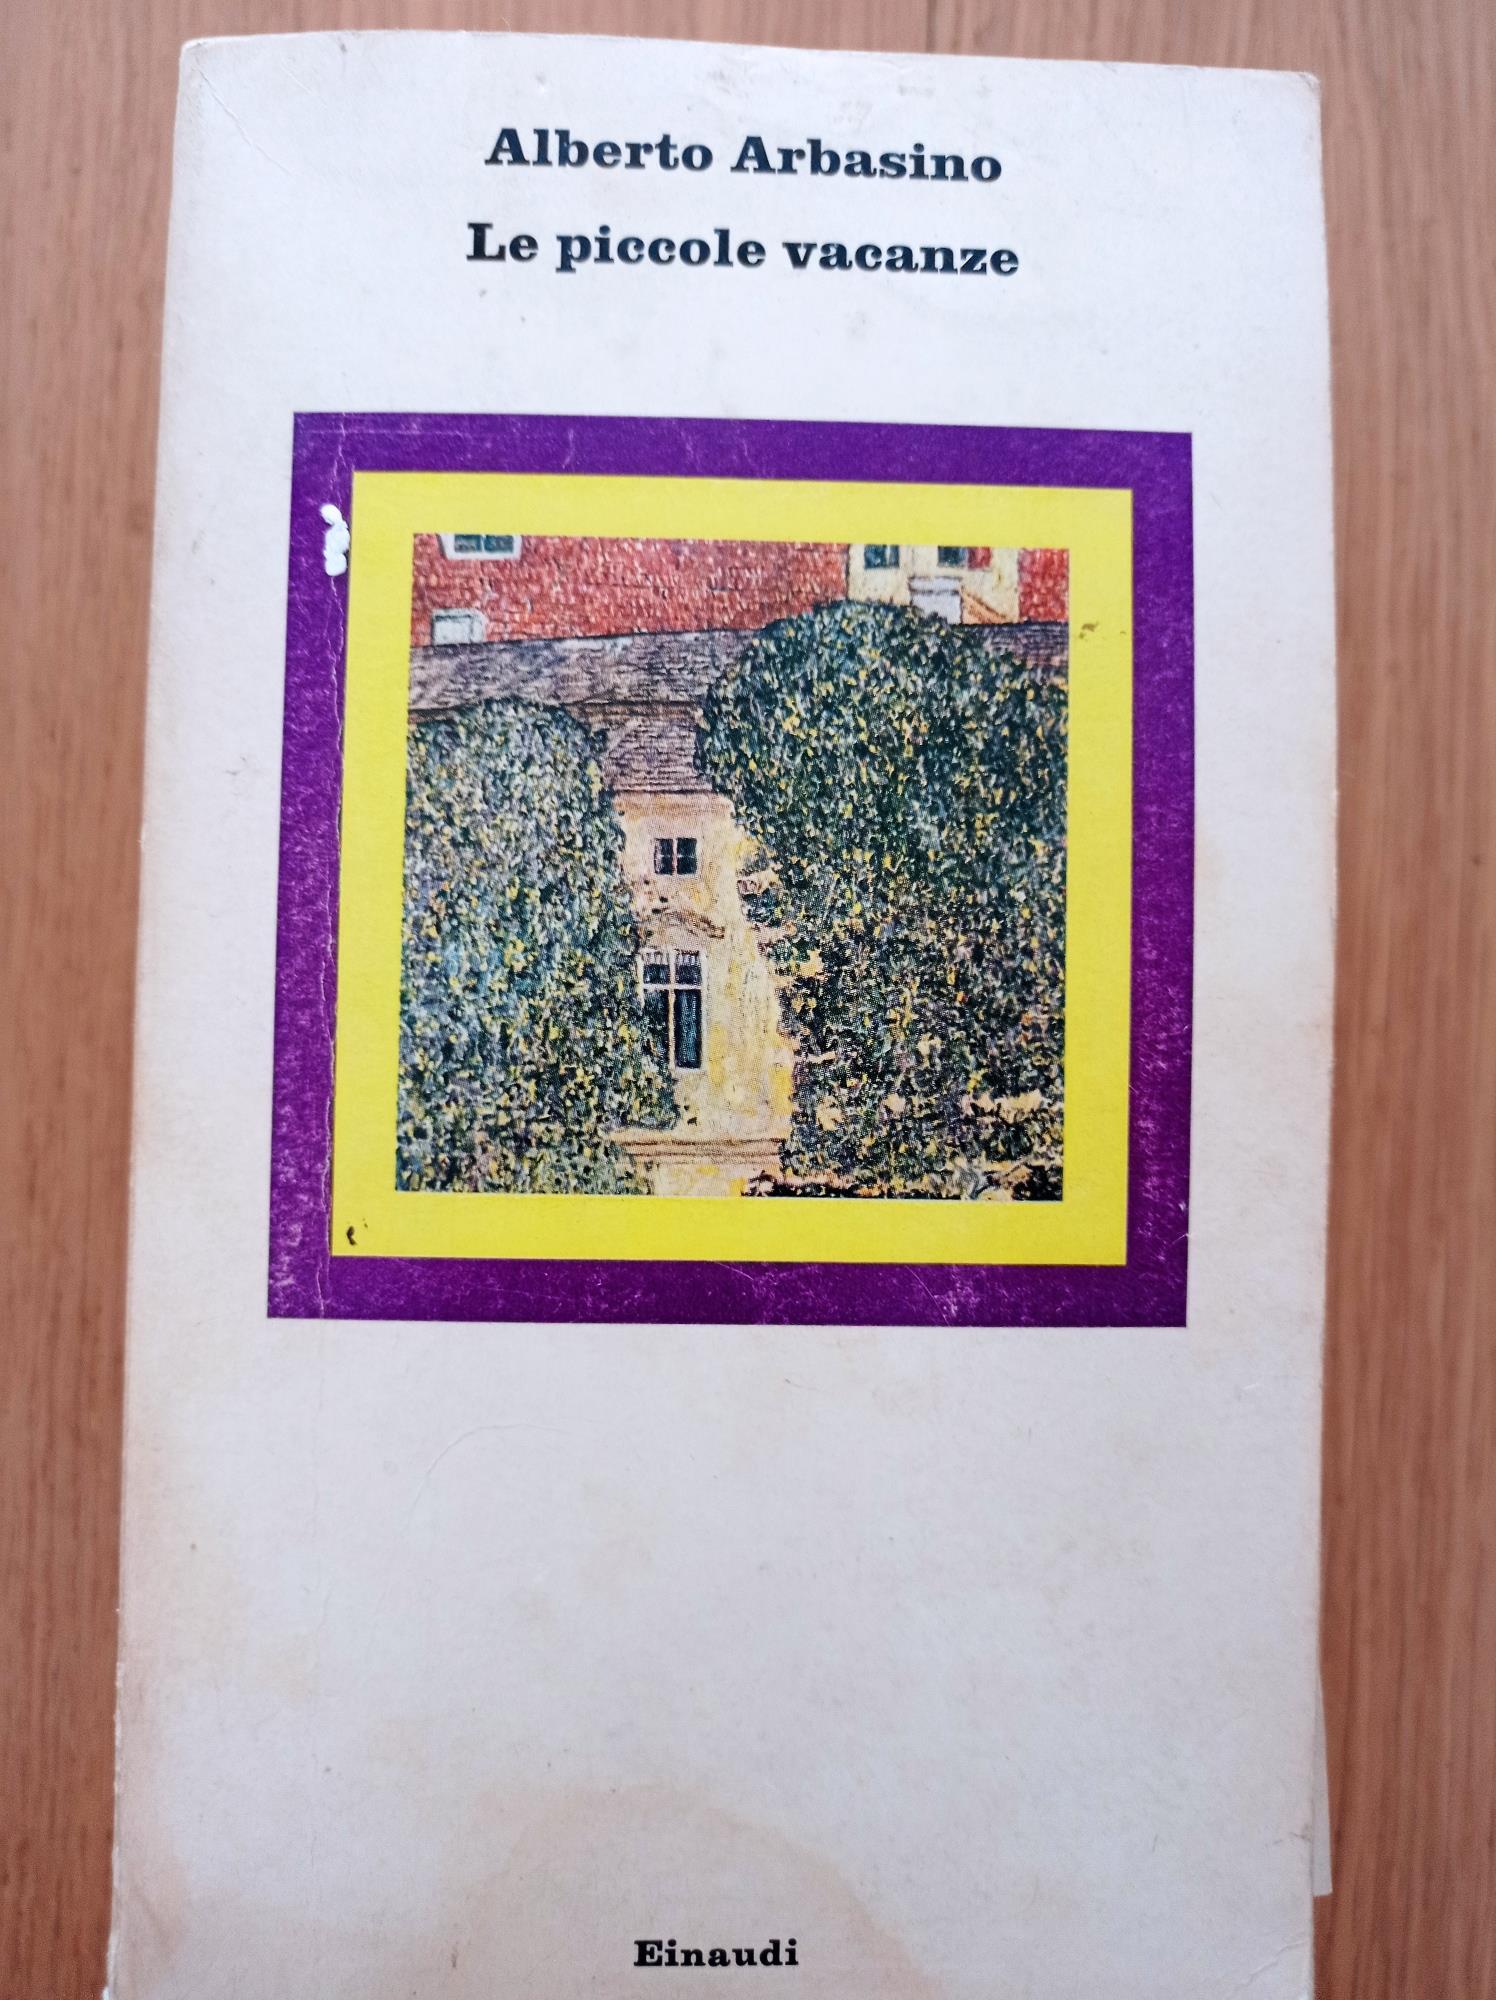 Alberto Arbasino
Le piccole vacanze
Einaudi